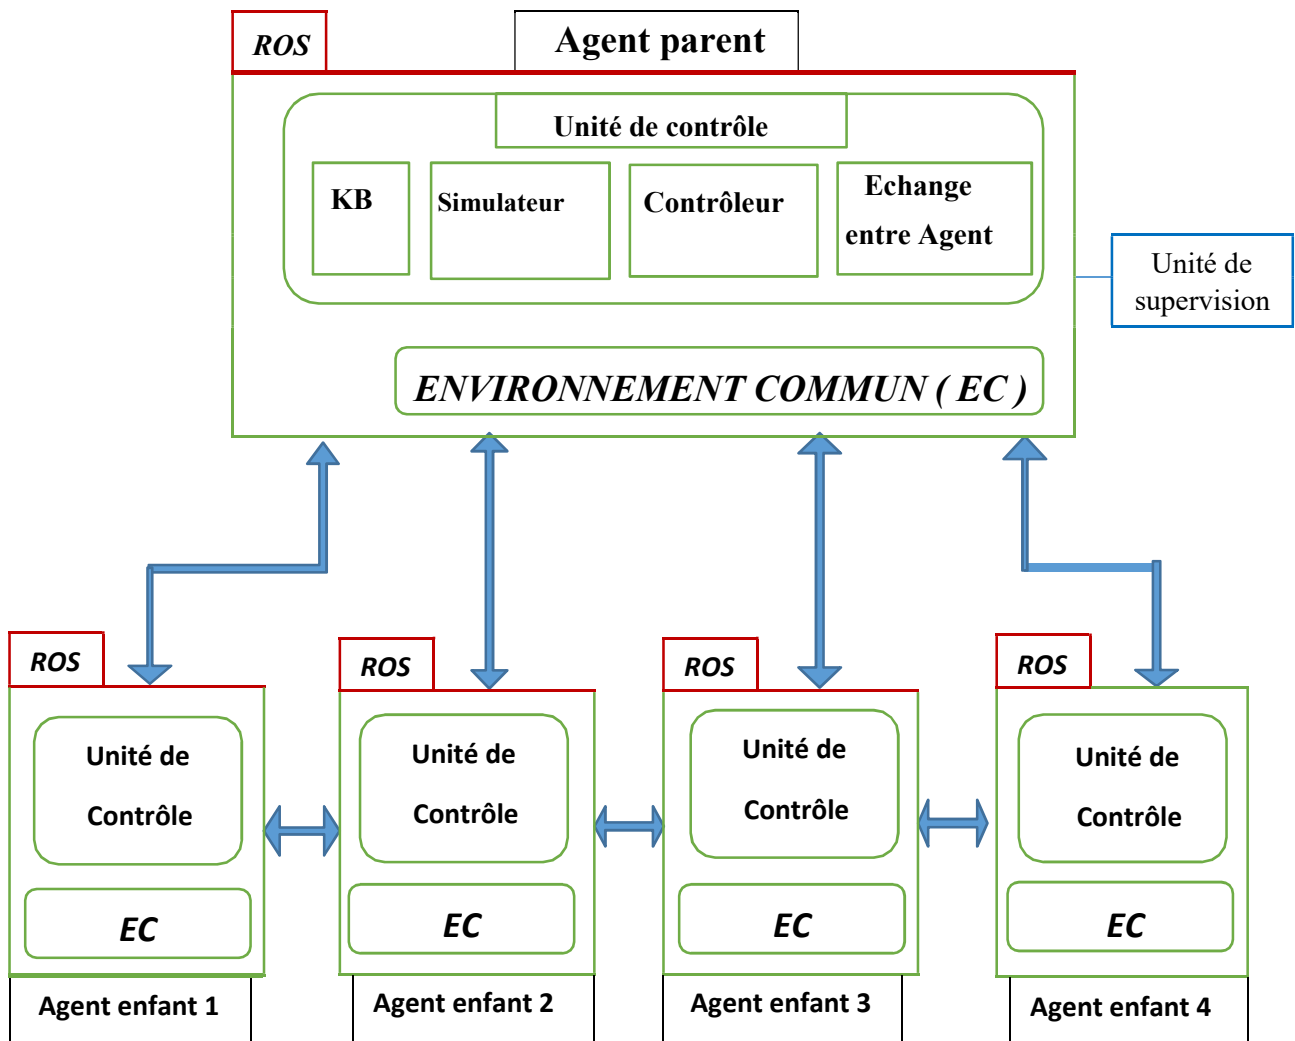 ROS
Agent parent
Unité de contrôle
KB
Simulateur
Contrôleur
Echange
entre Agent
Unité de
supervision
ENVIRONNEMENT COMMUN ( EC )
ROS
ROS
ROS
ROS
Unité de
Contrôle
Unité de
Contrôle
Unité de
Contrôle
Unité de
Contrôle
EC
EC
EC
EC
Agent enfant 1
Agent enfant 2
Agent enfant 3
Agent enfant 4